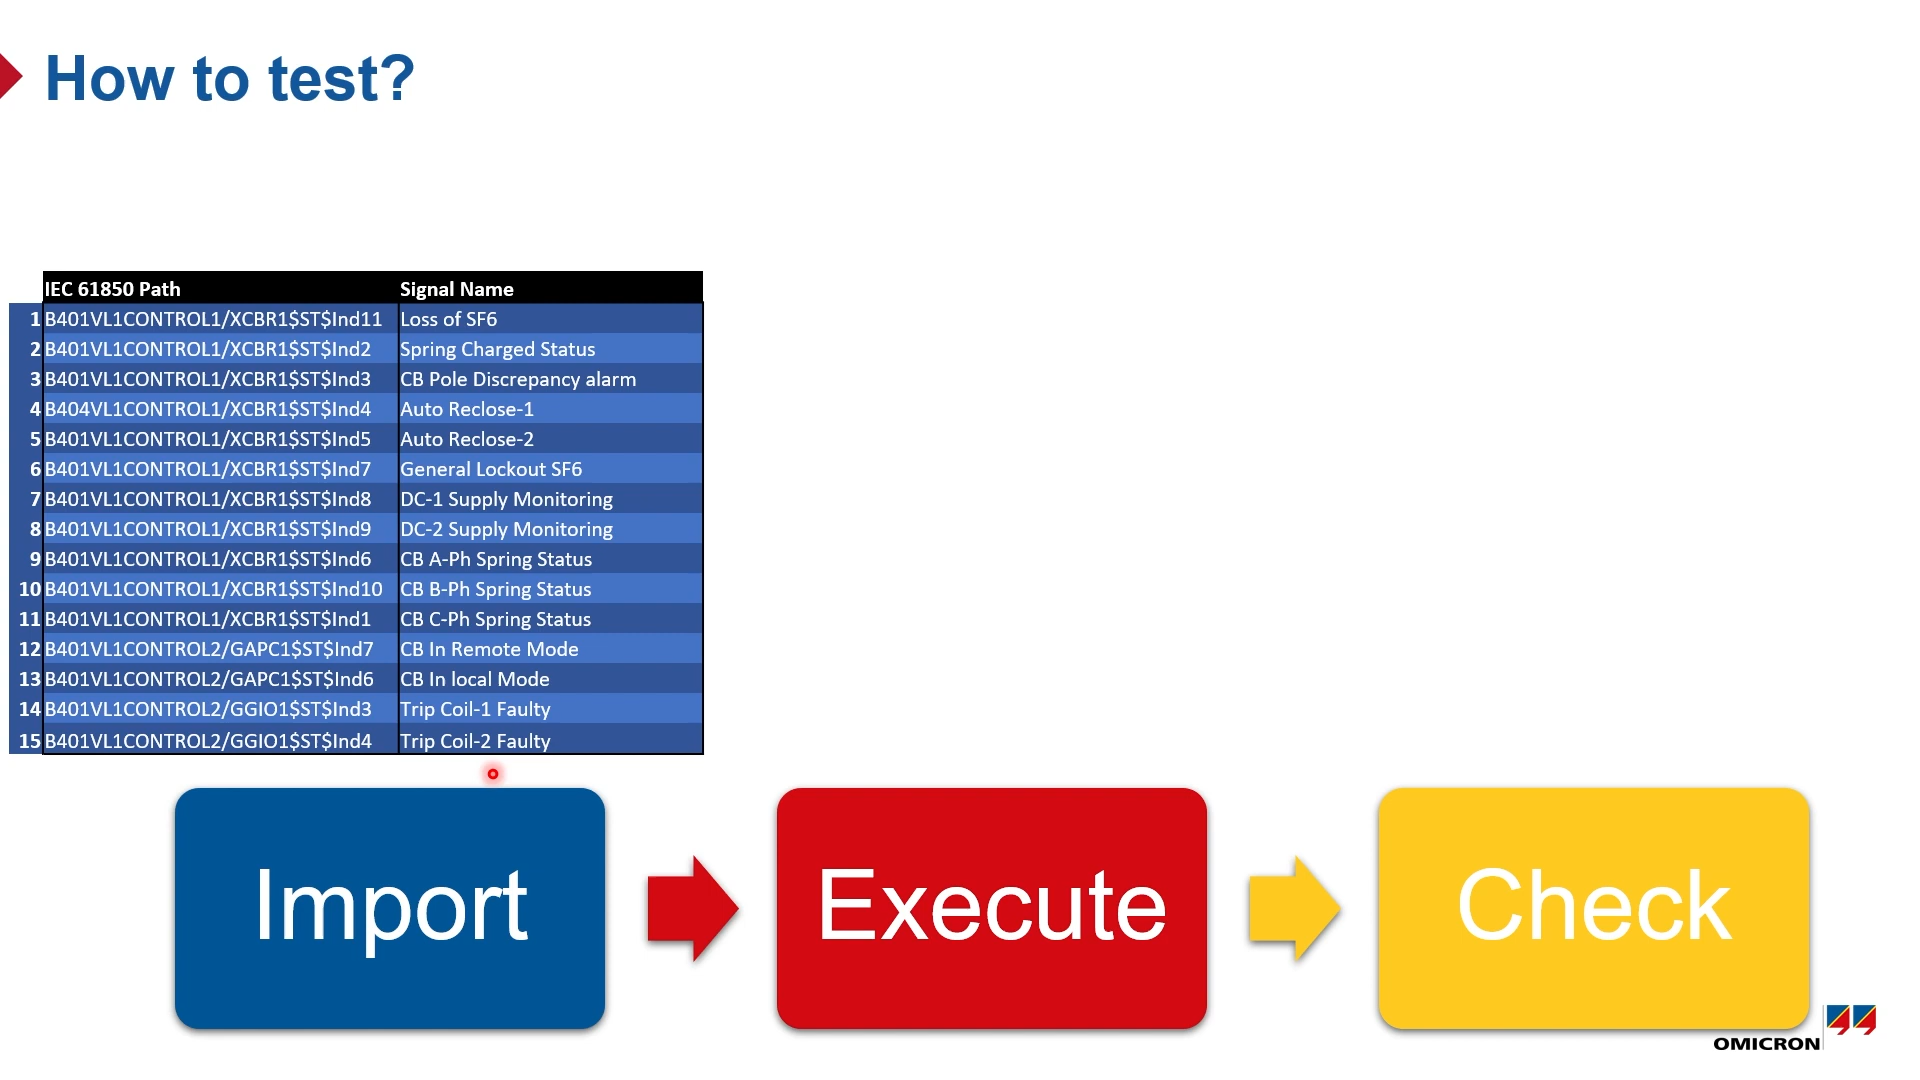 How to test?
IEC 61850 Path Signal Name
1 B401VL1CONTROL1/XCBR1$ST$Ind11 Loss of SF6
2 B401VL1CONTROL1/XCBR1$ST$Ind2 Spring Charged Status
3 B401VL1CONTROL1/XCBR1$ST$Ind3 CB Pole Discrepancy alarm
4 B404VL1CONTROL1/XCBR1$ST$Ind4 Auto Reclose-1
5 B401VL1CONTROL1/XCBR1$ST$Ind5 Auto Reclose-2
6 B401VL1CONTROL1/XCBR1$ST$Ind7 General Lockout SF6
7 B401VL1CONTROL1/XCBR1$ST$Ind8 DC-1 Supply Monitoring
8 B401VL1CONTROL1/XCBR1$ST$Ind9 DC-2 Supply Monitoring
9 B401VL1CONTROL1/XCBR1$ST$Ind6 CB A-Ph Spring Status
10 B401VL1CONTROL1/XCBR1$ST$Ind10 CB B-Ph Spring Status
11 B401VL1CONTROL1/XCBR1$ST$Ind1 CB C-Ph Spring Status
12 B401VL1CONTROL2/GAPC1$ST$Ind7 CB In Remote Mode
13 B401VL1CONTROL2/GAPC1$ST$Ind6 CB In local Mode
14 B401VL1CONTROL2/GGIO1$ST$Ind3 Trip Coil-1 Faulty
15 B401VL1CONTROL2/GGIO1$ST$Ind4 Trip Coil-2 Faulty
Import Execute Check
OMICRON